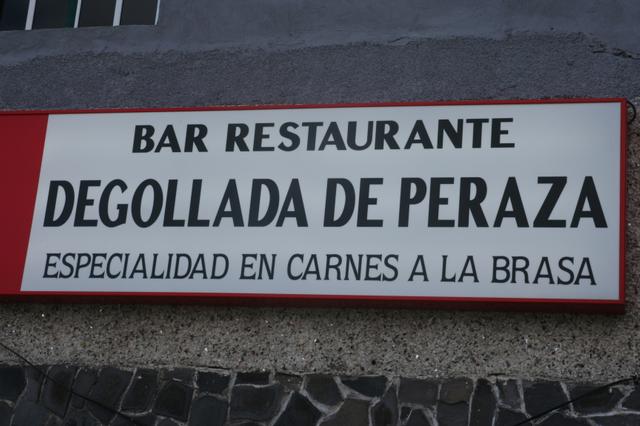 BAR RESTAURANTE
DEGOLLADA DE PERAZA
ESPECIALIDAD EN CARNES A LA BRASA